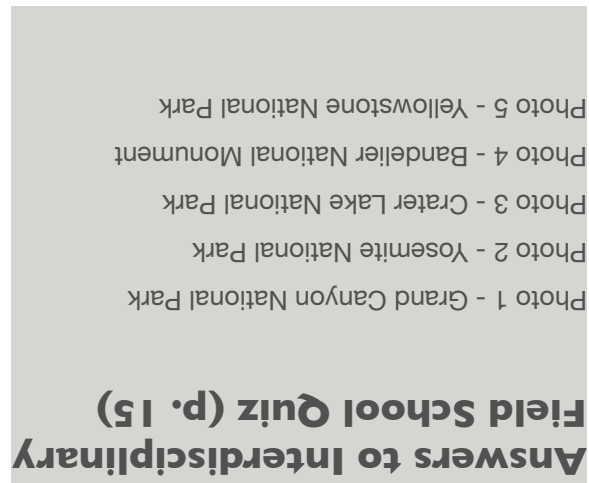 Answers to Interdisciplinary
Field School Quiz (p. 15)
Photo 1 - Grand Canyon National Park
Photo 2 - Yosemite National Park
Photo 3 - Crater Lake National Park
Photo 4 - Bandelier National Monument
Photo 5 - Yellowstone National Park